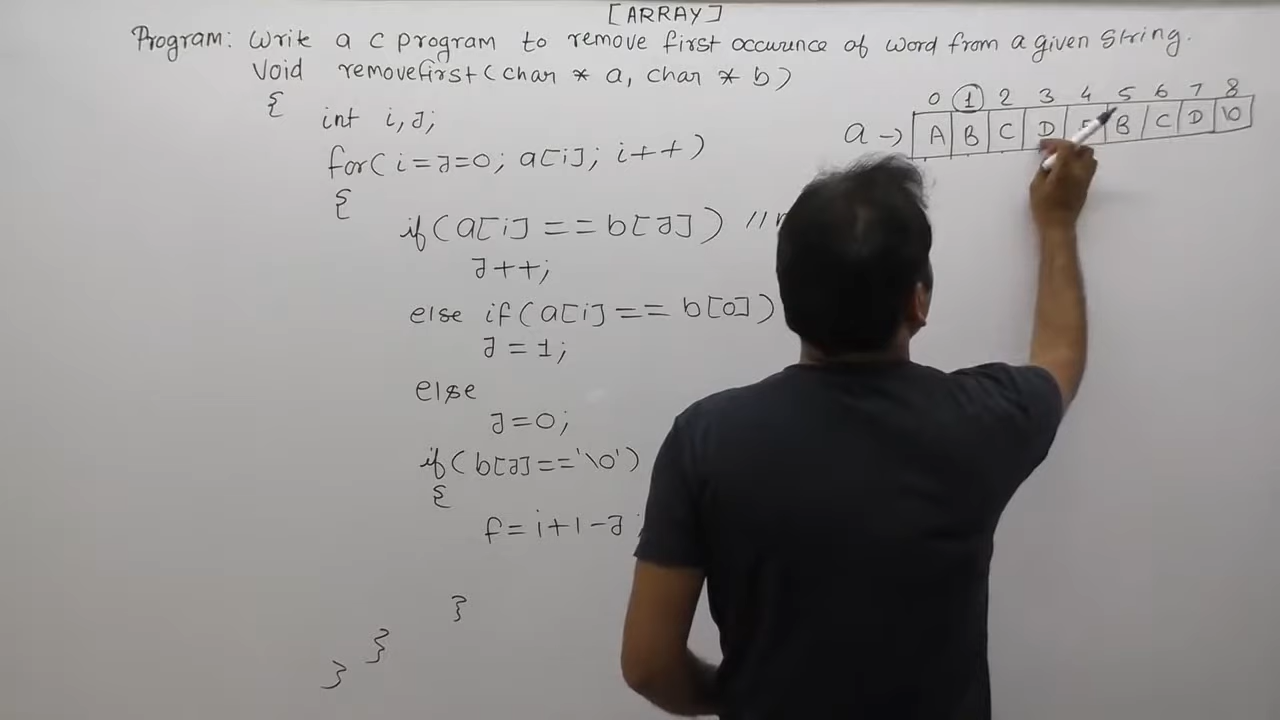 [ARRAY]
Program: Write a C program to remove first occurence of word from a given string.
Void removefirst(char * a, char * b)
{
int i,J;
for(i=J=0; a[i]; i++)
{
if(a[i]==b[J]) //
J++;
else if(a[i]==b[0])
J=1;
else
J=0;
if(b[J]=='\0')
{
f=i+1-J
}
}
}
0 1 2 3 4 5 6 7 8
a-> A B C D B C D \0